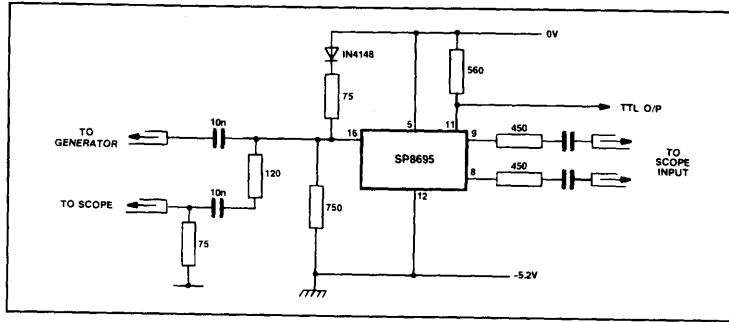 0V
IN4148
560
75
TTL O/P
TO
GENERATOR
10n
16
5
11
9
450
SP8695
TO
SCOPE
INPUT
8
450
120
10n
750
12
TO SCOPE
75
–5.2V